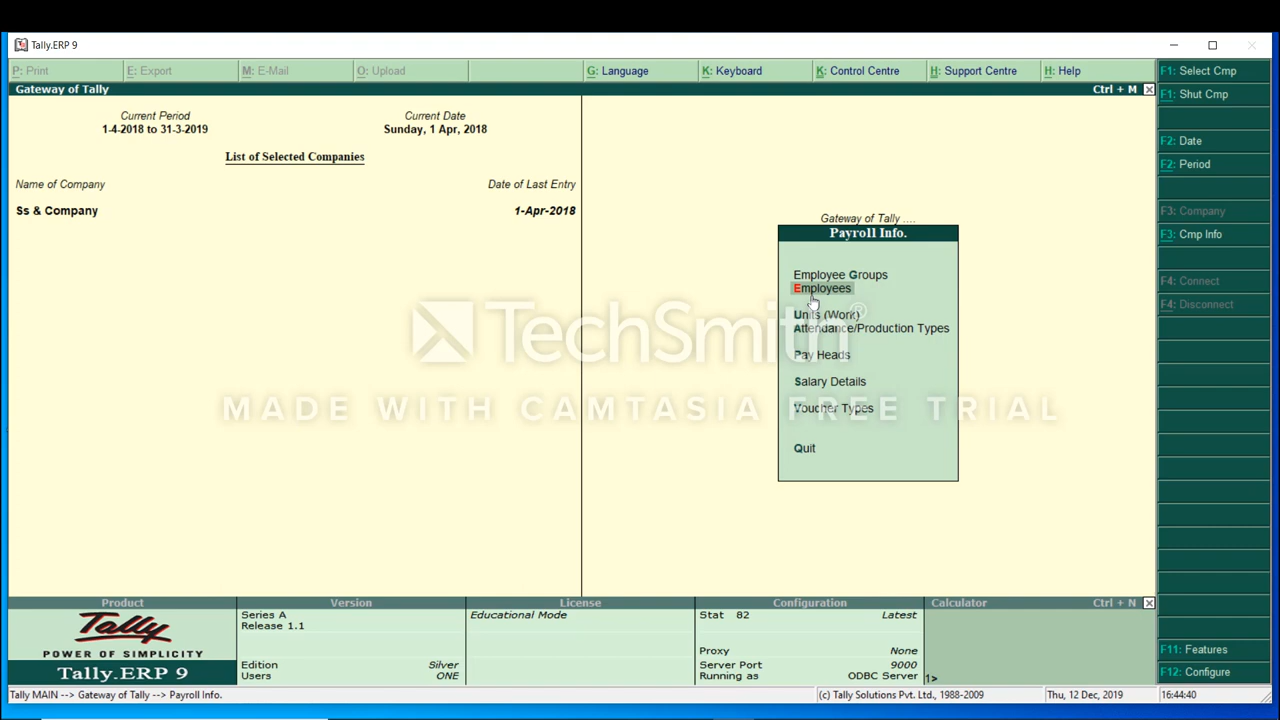 Tally.ERP 9
P: Print E: Export M: E-Mail O: Upload G: Language K: Keyboard K: Control Centre H: Support Centre H: Help
Gateway of Tally Ctrl + M
Current Period Current Date
1-4-2018 to 31-3-2019 Sunday, 1 Apr, 2018
List of Selected Companies
Name of Company Date of Last Entry
Ss & Company 1-Apr-2018
Gateway of Tally ....
Payroll Info.
Employee Groups
Employees
Units (Work)
Attendance/Production Types
Pay Heads
Salary Details
Voucher Types
Quit
TechSmith®
MADE WITH CAMTASIA FREE TRIAL
F1: Select Cmp
F1: Shut Cmp
F2: Date
F2: Period
F3: Company
F3: Cmp Info
F4: Connect
F4: Disconnect
F11: Features
F12: Configure
Product Version License Configuration Calculator Ctrl + N
Tally
POWER OF SIMPLICITY
Tally.ERP 9
Series A
Release 1.1
Edition Silver
Users ONE
Educational Mode
Stat 82 Latest
Proxy None
Server Port 9000
Running as ODBC Server
1>
Tally MAIN --> Gateway of Tally --> Payroll Info. (c) Tally Solutions Pvt. Ltd., 1988-2009 Thu, 12 Dec, 2019 16:44:40